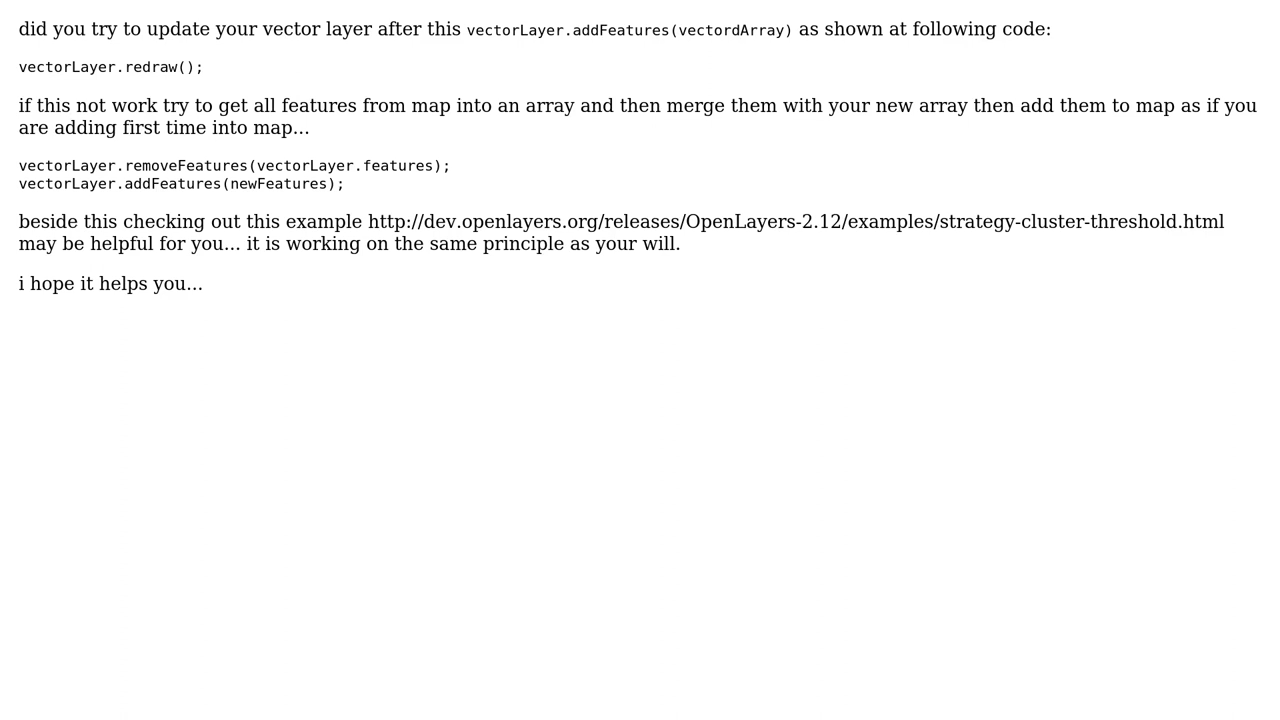 did you try to update your vector layer after this vectorLayer.addFeatures(vectordArray) as shown at following code:
vectorLayer.redraw();
if this not work try to get all features from map into an array and then merge them with your new array then add them to map as if you
are adding first time into map...
vectorLayer.removeFeatures(vectorLayer.features);
vectorLayer.addFeatures(newFeatures);
beside this checking out this example http://dev.openlayers.org/releases/OpenLayers-2.12/examples/strategy-cluster-threshold.html
may be helpful for you... it is working on the same principle as your will.
i hope it helps you...